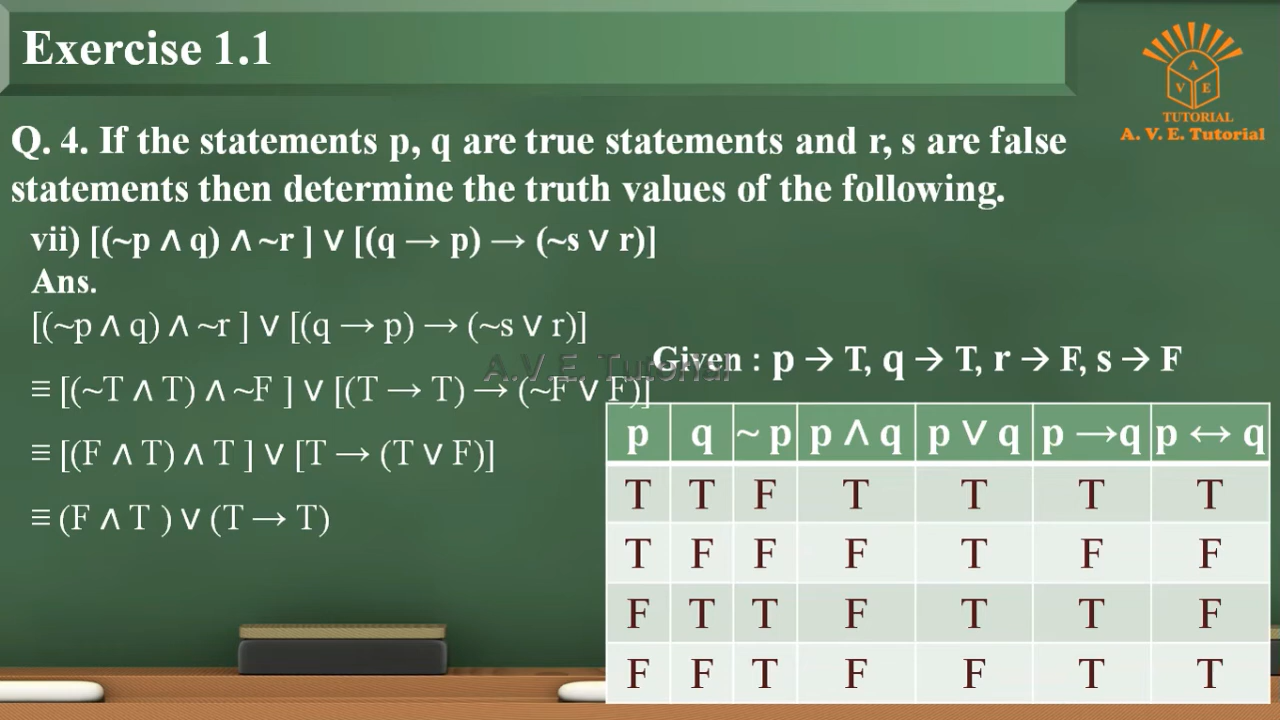 Exercise 1.1
A
V E
TUTORIAL
A. V. E. Tutorial
Q. 4. If the statements p, q are true statements and r, s are false
statements then determine the truth values of the following.
vii) [(~p ∧ q) ∧ ~r ] ∨ [(q → p) → (~s ∨ r)]
Ans.
[(~p ∧ q) ∧ ~r ] ∨ [(q → p) → (~s ∨ r)]
≡ [(~T ∧ T) ∧ ~F ] ∨ [(T → T) → (~F ∨ F)]
≡ [(F ∧ T) ∧ T ] ∨ [T → (T ∨ F)]
≡ (F ∧ T ) ∨ (T → T)
A.V.E. Tutorial
Given : p → T, q → T, r → F, s → F
p q ~ p p ∧ q p ∨ q p →q p ↔ q
T T F T T T T
T F F F T F F
F T T F T T F
F F T F F T T